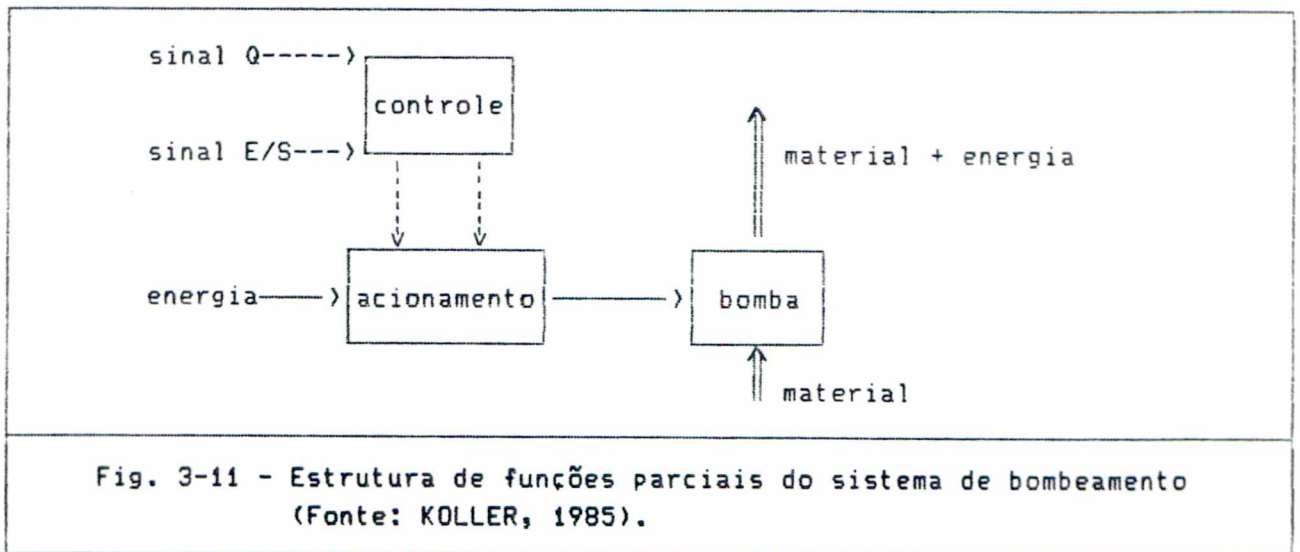 sinal Q
controle
sinal E/S
material + energia
energia
acionamento
bomba
material
Fig. 3-11 - Estrutura de funções parciais do sistema de bombeamento
(Fonte: KOLLER, 1985).